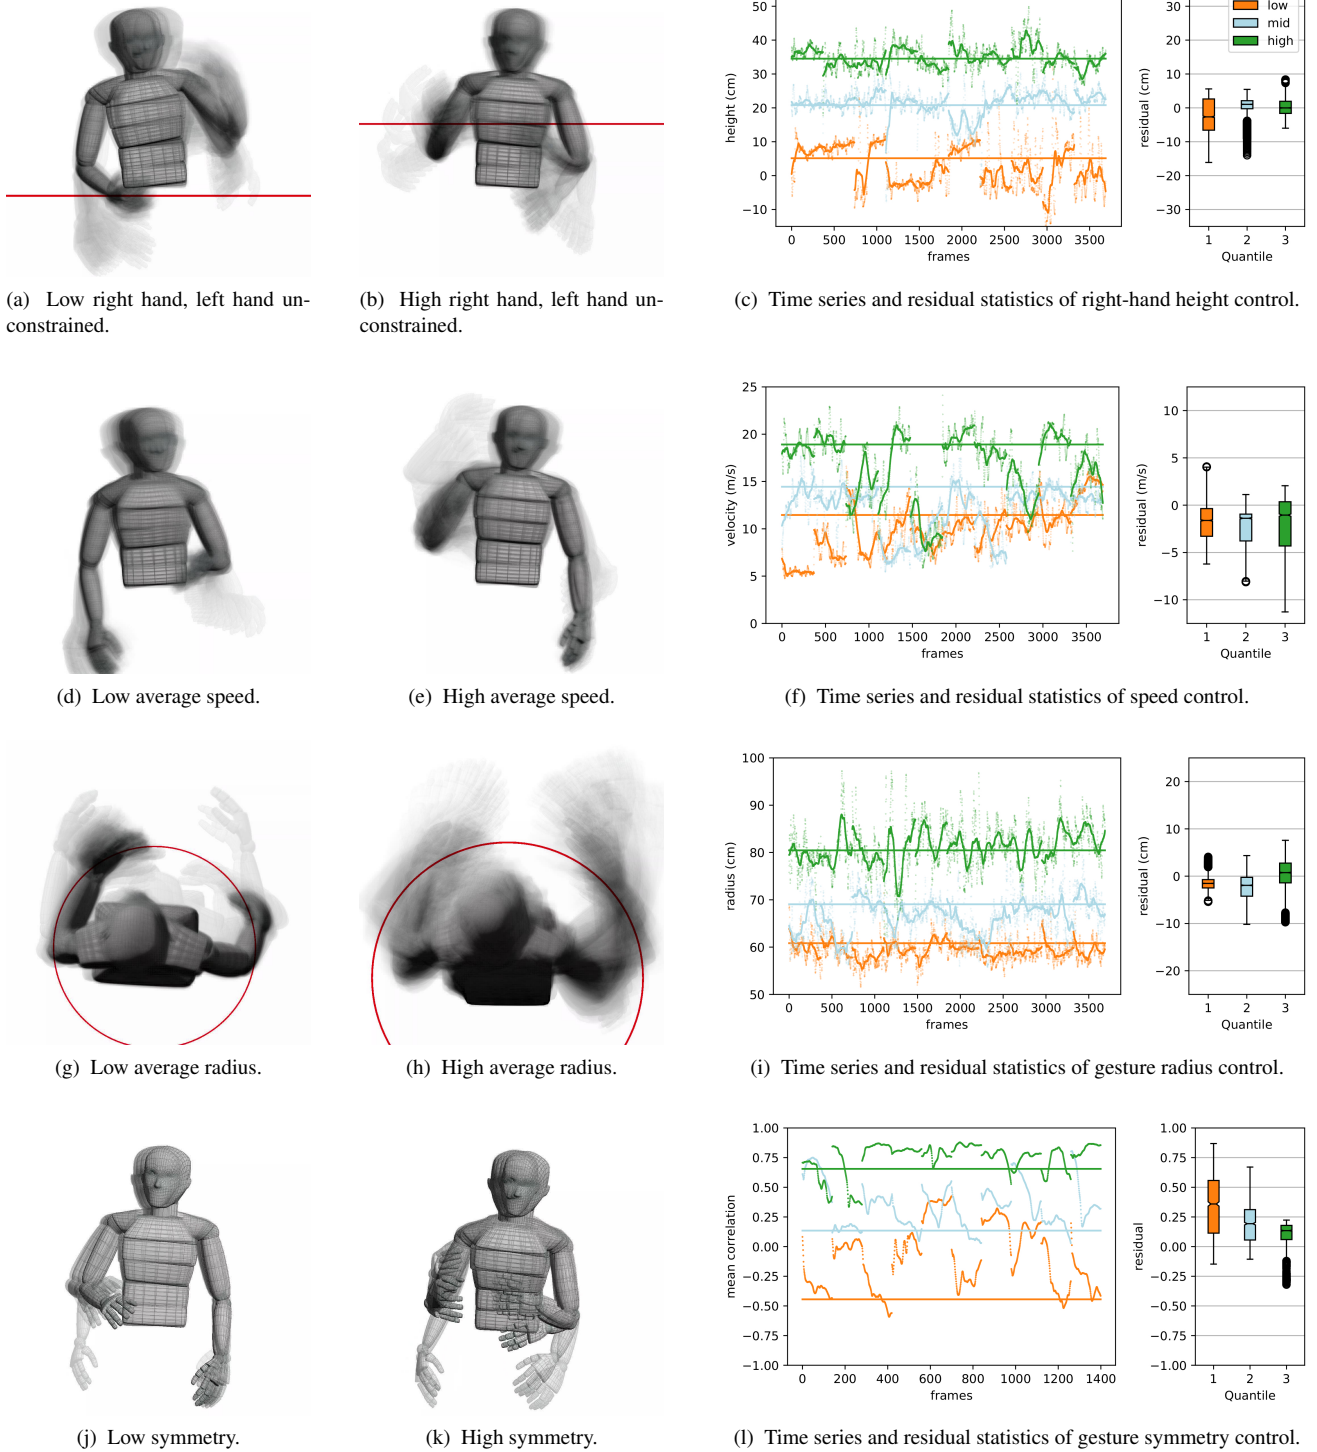 50
40
30
20
10
0
−10
height (cm)
0 500 1000 1500 2000 2500 3000 3500
frames
30
20
10
0
−10
−20
−30
residual (cm)
1 2 3
Quantile
low
mid
high
(a) Low right hand, left hand un-
constrained.
(b) High right hand, left hand un-
constrained.
(c) Time series and residual statistics of right-hand height control.
25
20
15
10
5
0
velocity (m/s)
0 500 1000 1500 2000 2500 3000 3500
frames
10
5
0
−5
−10
residual (m/s)
1 2 3
Quantile
(d) Low average speed.
(e) High average speed.
(f) Time series and residual statistics of speed control.
100
90
80
70
60
50
radius (cm)
0 500 1000 1500 2000 2500 3000 3500
frames
20
10
0
−10
−20
residual (cm)
1 2 3
Quantile
(g) Low average radius.
(h) High average radius.
(i) Time series and residual statistics of gesture radius control.
1.00
0.75
0.50
0.25
0.00
−0.25
−0.50
−0.75
−1.00
mean correlation
0 200 400 600 800 1000 1200 1400
frames
1.00
0.75
0.50
0.25
0.00
−0.25
−0.50
−0.75
−1.00
residual
1 2 3
Quantile
(j) Low symmetry.
(k) High symmetry.
(l) Time series and residual statistics of gesture symmetry control.